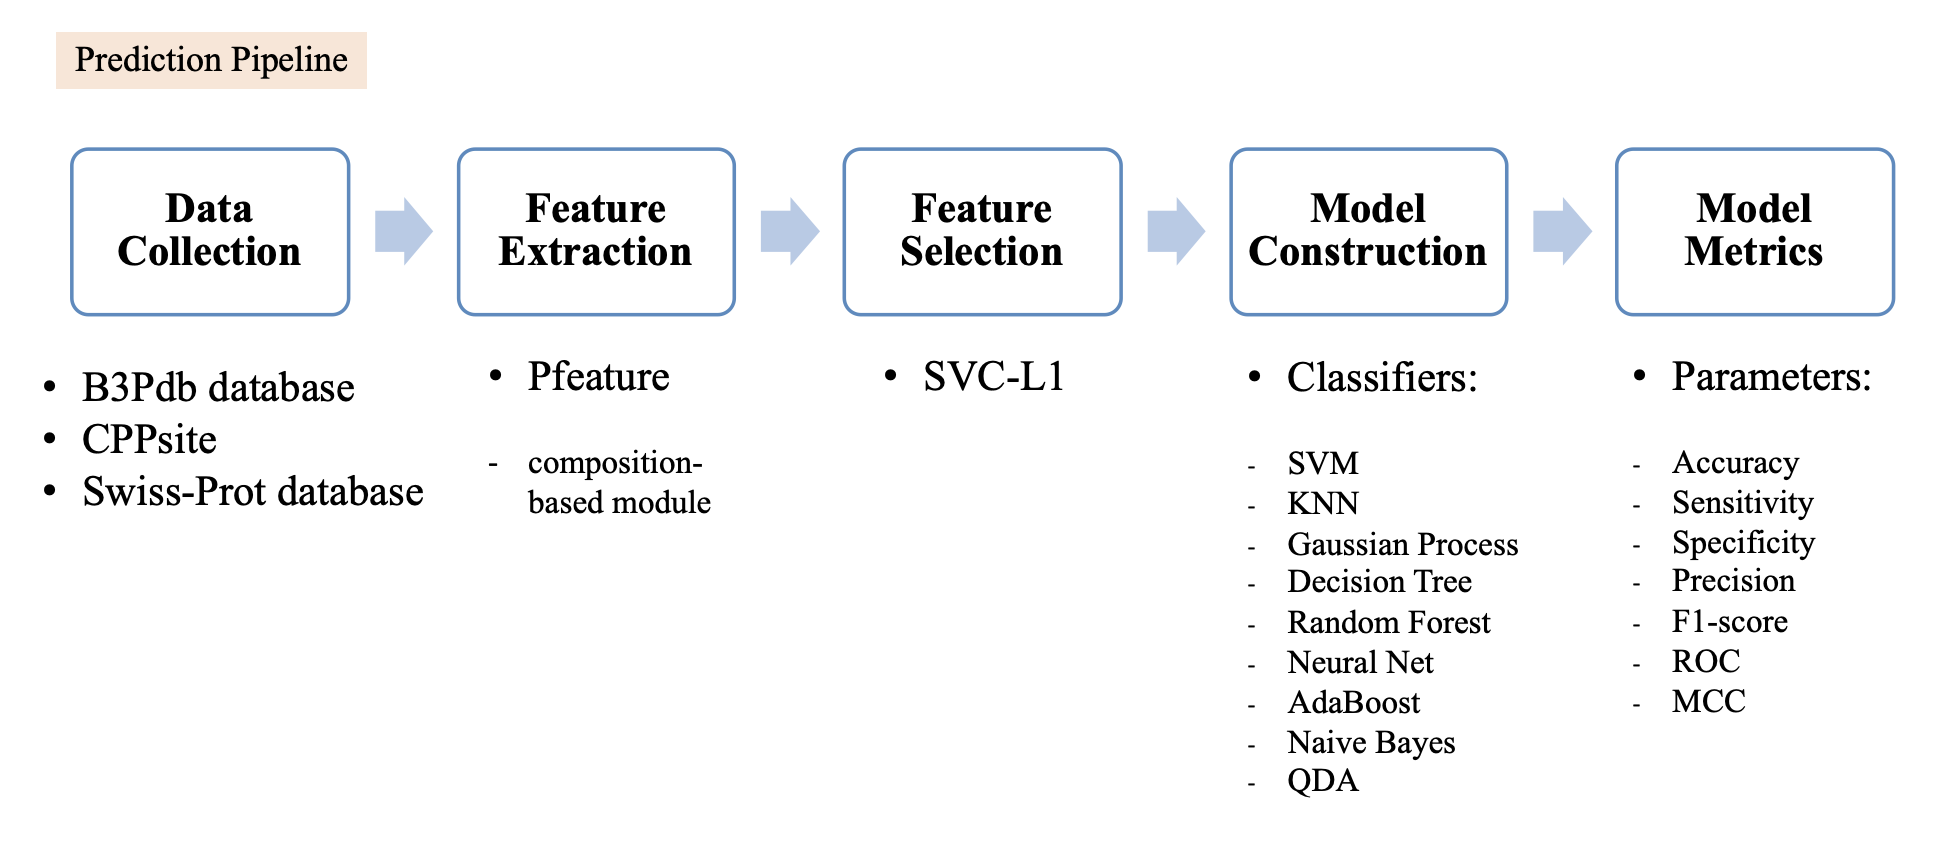 Prediction Pipeline
Data
Collection
Feature
Extraction
Feature
Selection
Model
Construction
Model
Metrics
• B3Pdb database
• CPPsite
• Swiss-Prot database
• Pfeature
- composition-
based module
• SVC-L1
• Classifiers:
- SVM
- KNN
- Gaussian Process
- Decision Tree
- Random Forest
- Neural Net
- AdaBoost
- Naive Bayes
- QDA
• Parameters:
- Accuracy
- Sensitivity
- Specificity
- Precision
- F1-score
- ROC
- MCC